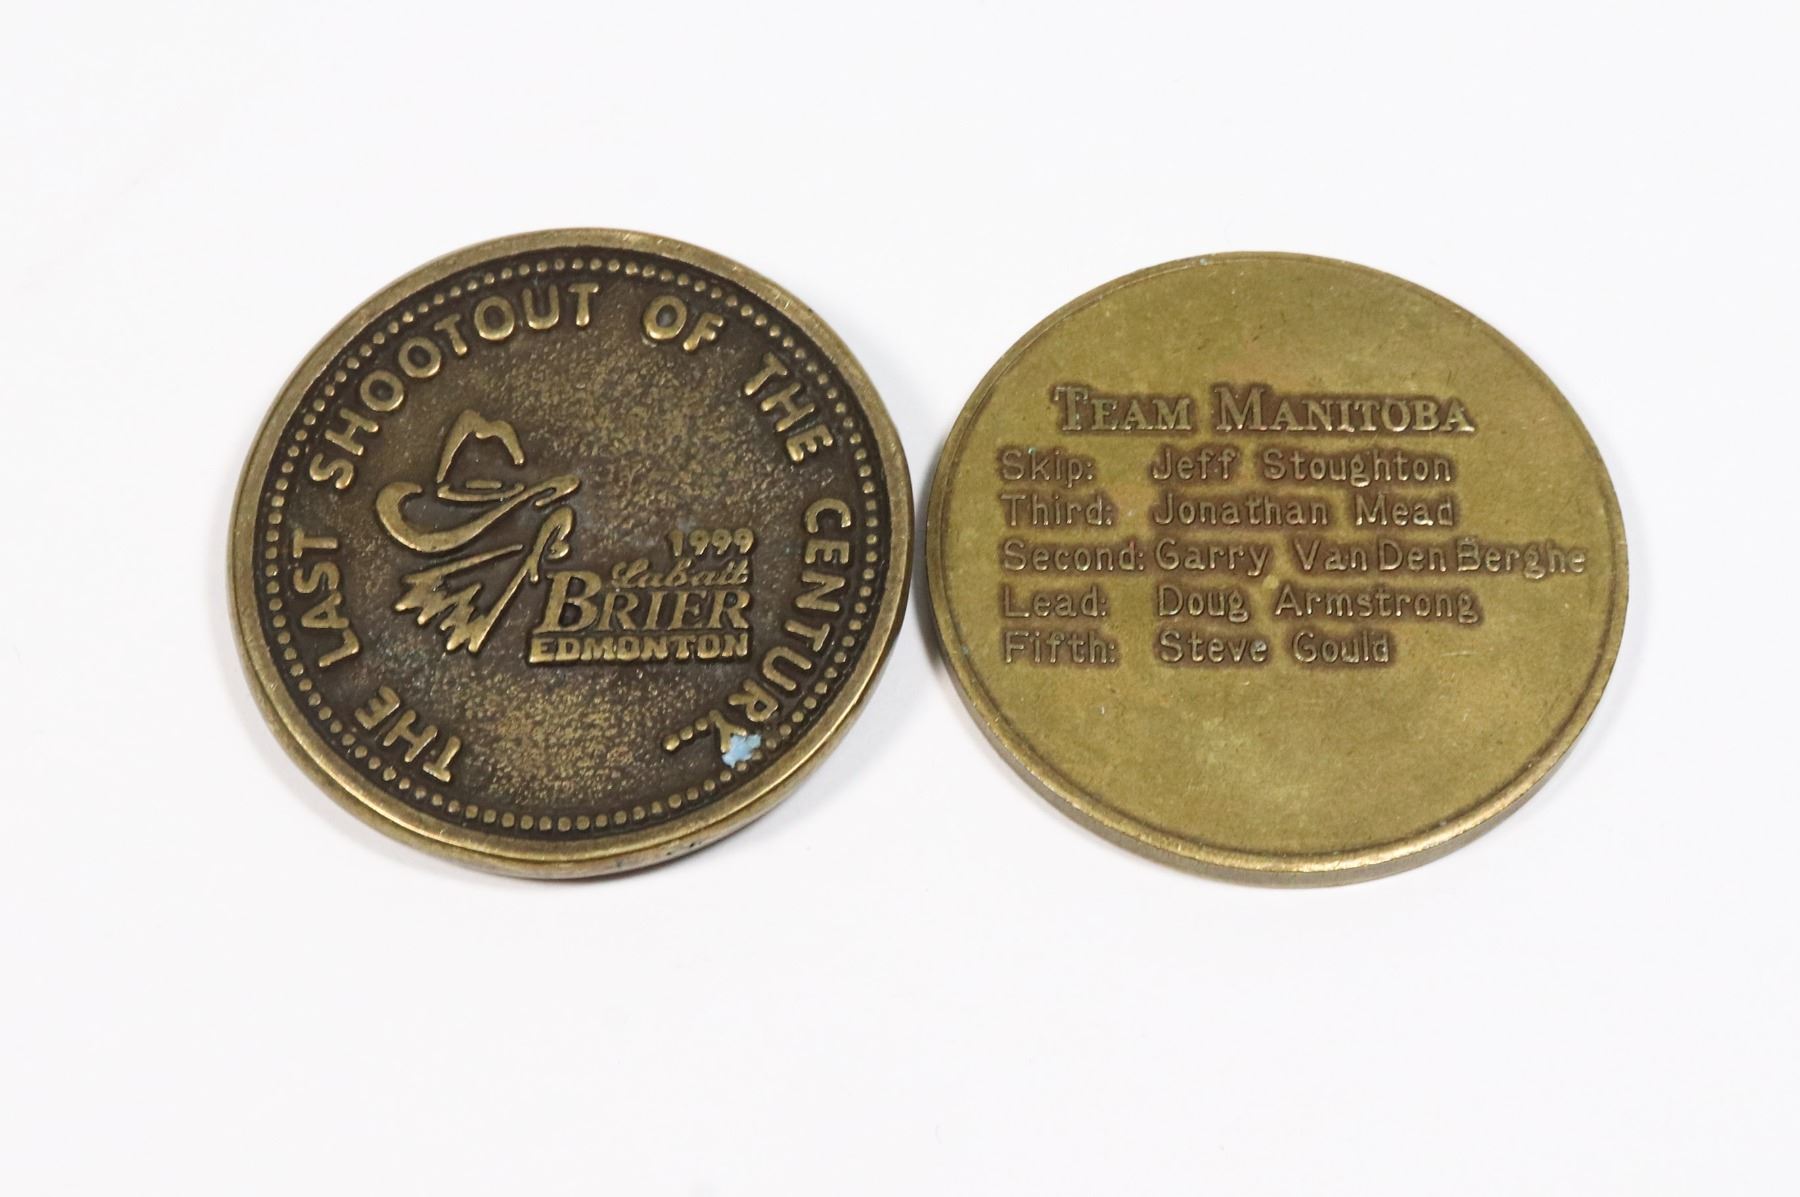 THE LAST SHOOTOUT OF THE CENTURY...
1999
Labatt
BRIER
EDMONTON
TEAM MANITOBA
Skip: Jeff Stoughton
Third: Jonathan Mead
Second: Garry Van Den Berghe
Lead: Doug Armstrong
Fifth: Steve Gould